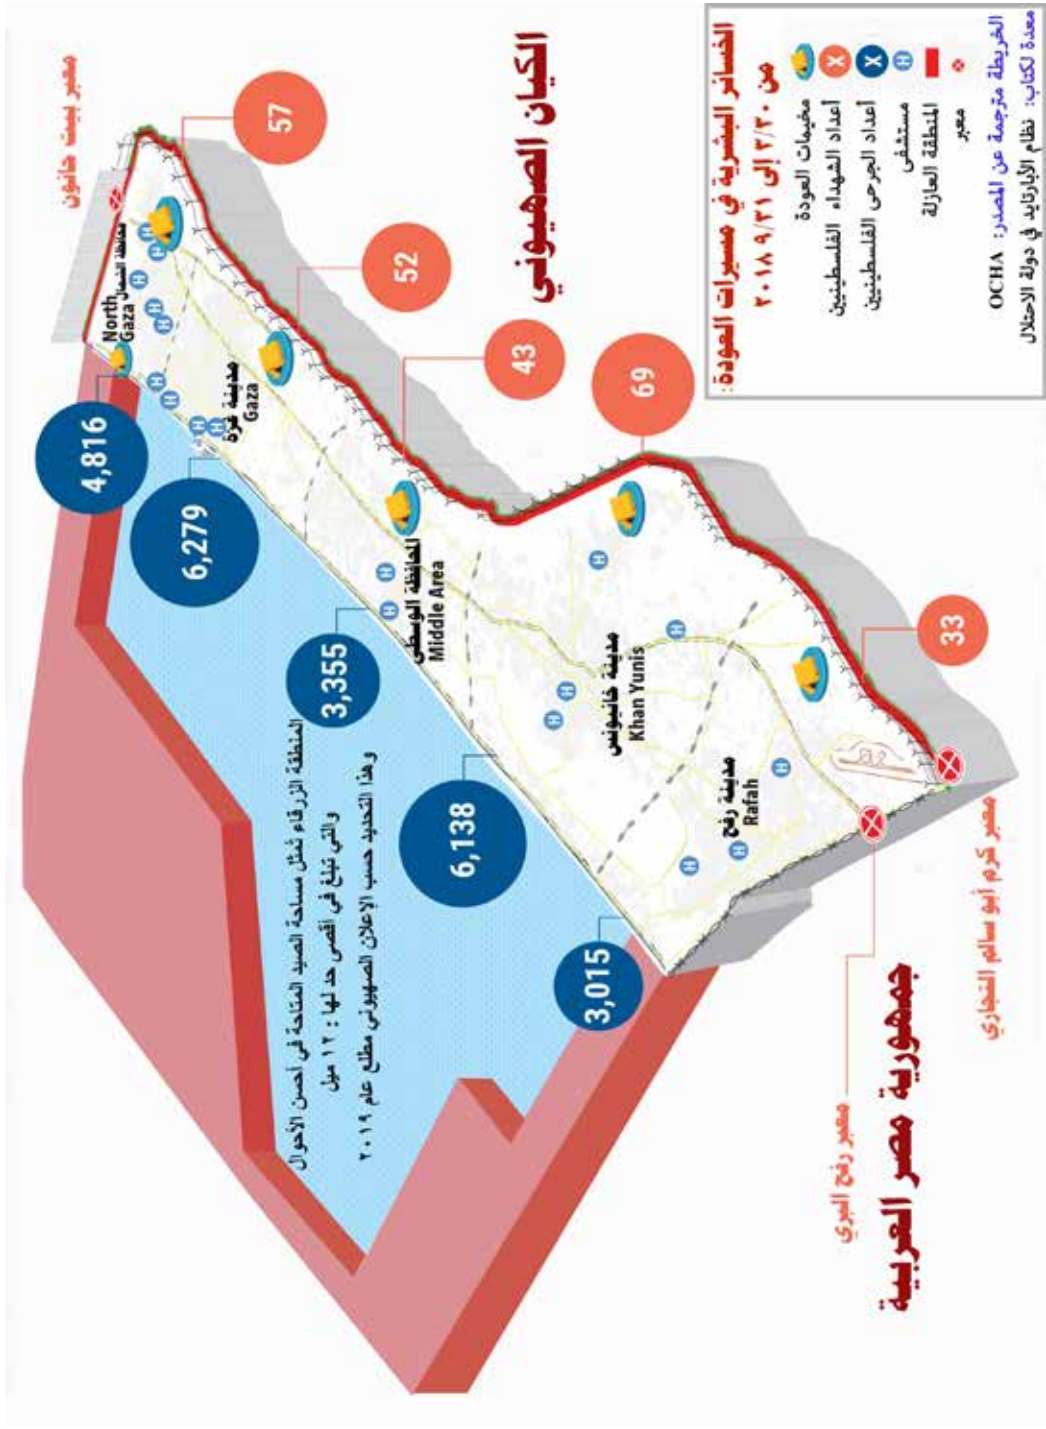 الخسائر البشرية في مسيرات العودة:
من ٣/٣٠ إلى ٩/٣١ ٢٠١٨
مخيمات العودة
X أعداد الشهداء الفلسطينيين
X أعداد الجرحى الفلسطينيين
H مستشفى
المنطقة العازلة
معبر
الخريطة مترجمة عن المصدر: OCHA
معدة لكتاب: نظام الأبارتايد في دولة الاحتلال
الكيان الصهيوني
معبر بيت حانون
57
52
43
69
33
محافظة الشمال
North
Gaza
مدينة غزة
Gaza
المحافظة الوسطى
Middle Area
مدينة خانيونس
Khan Yunis
مدينة رفح
Rafah
4,816
6,279
3,355
6,138
3,015
المنطقة الزرقاء تمثل مساحة الصيد المتاحة في أحسن الأحوال
والتي تبلغ في أقصى حد لها : ١٢ ميل
وهذا التحديد حسب الإعلان الصهيوني مطلع عام ٢٠١٩
معبر كرم أبو سالم التجاري
معبر رفح البري
جمهورية مصر العربية